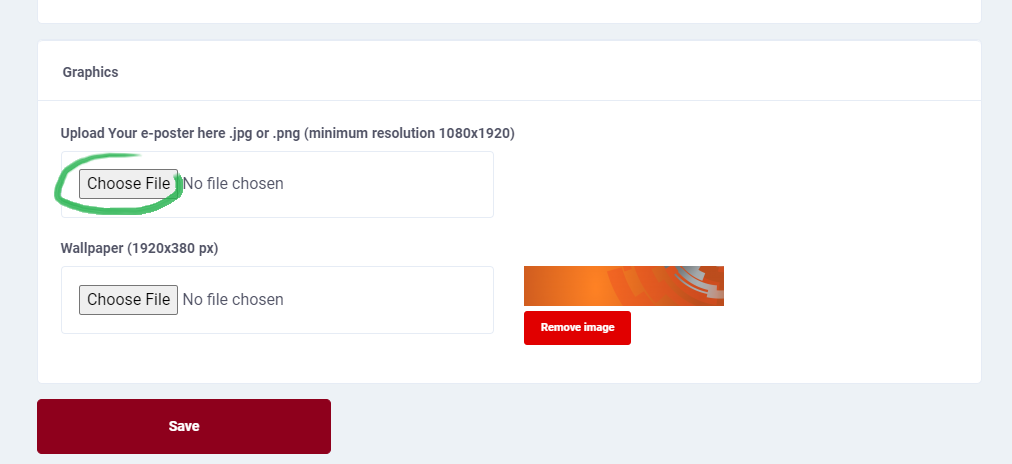 Graphics
Upload Your e-poster here .jpg or .png (minimum resolution 1080x1920)
Choose File No file chosen
Wallpaper (1920x380 px)
Choose File No file chosen
Remove image
Save